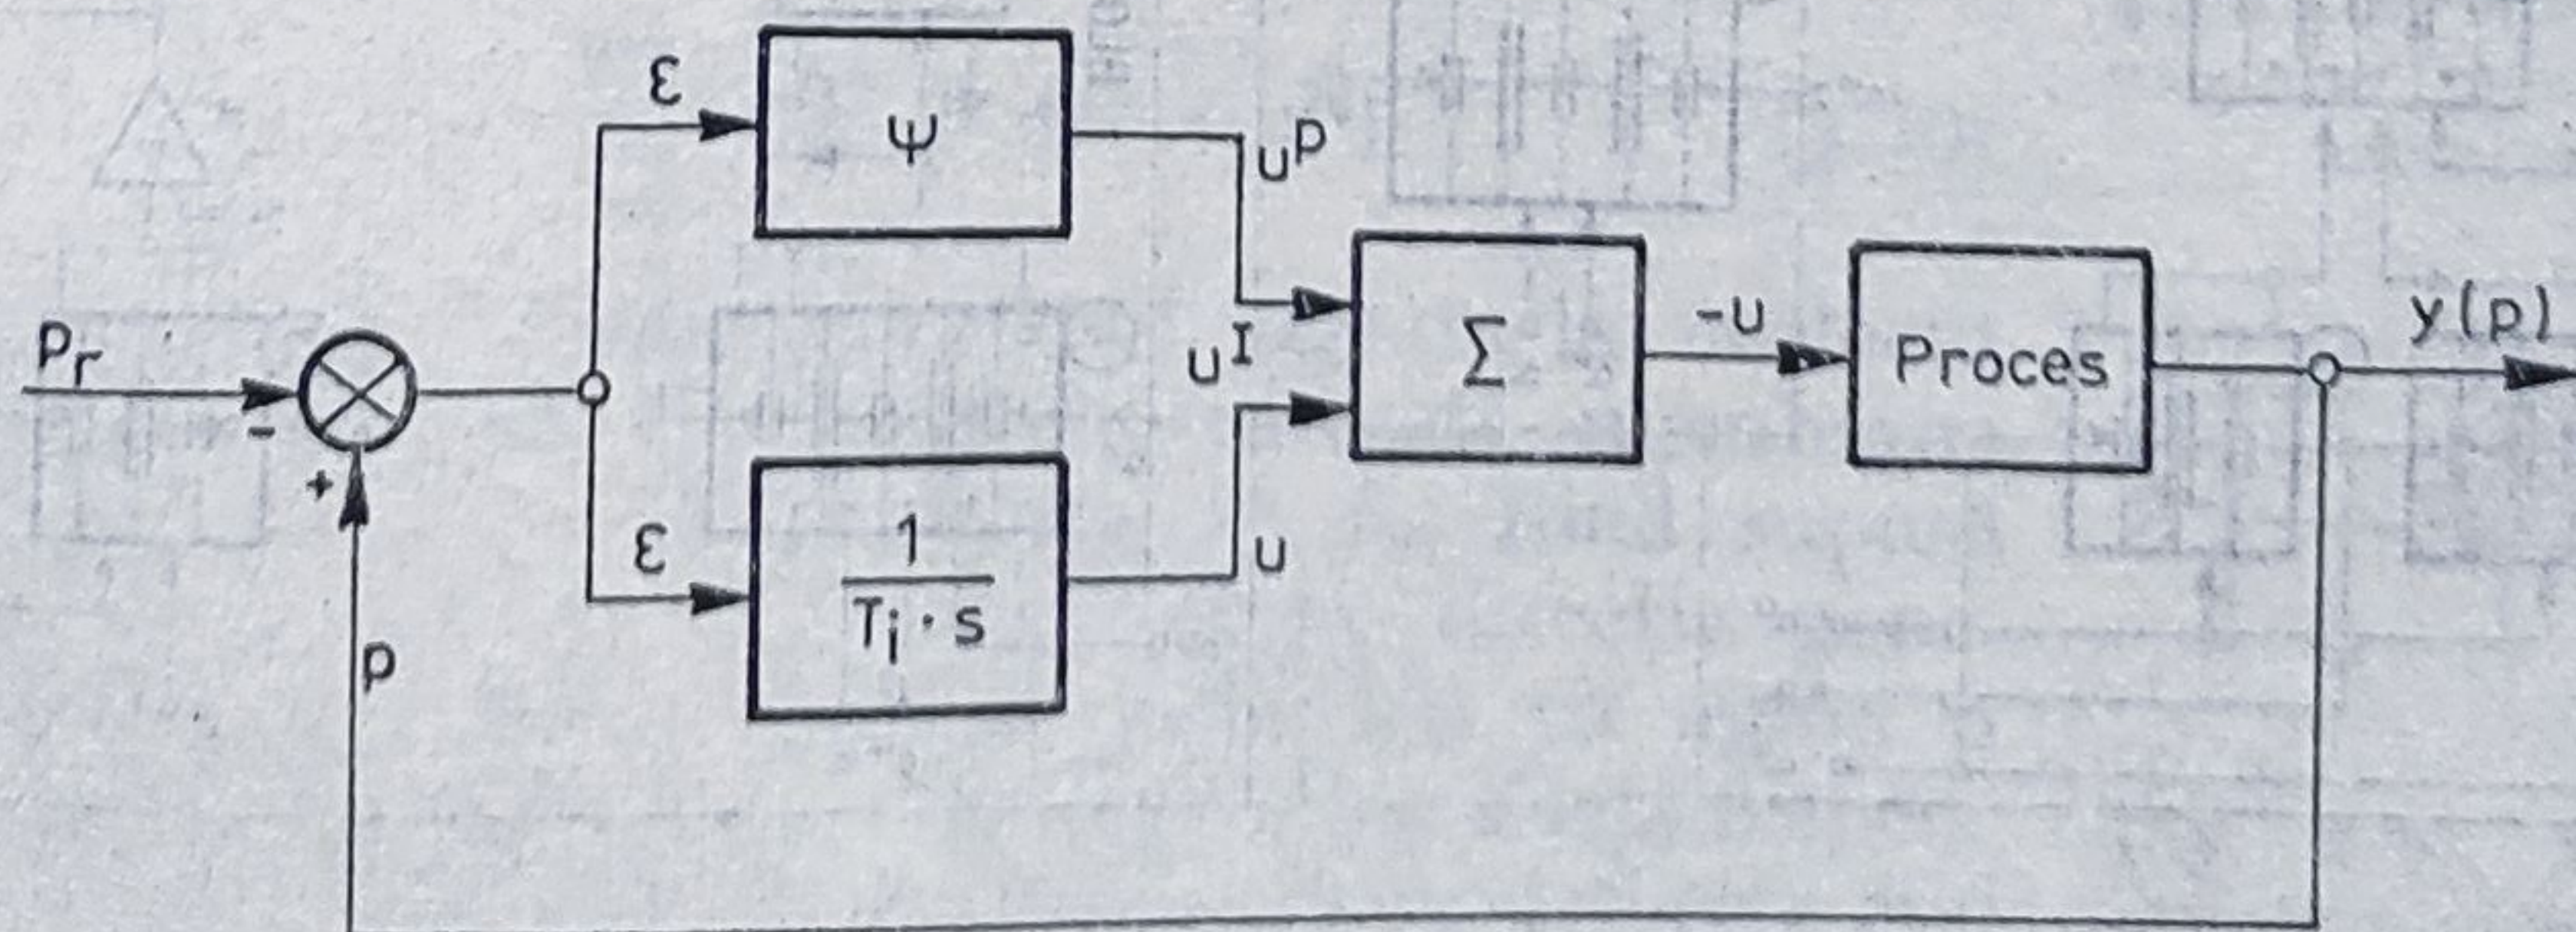 ε
Ψ
u^P
P_r
-
+
u^I
Σ
-u
Proces
y(p)
ε
1
T_i · s
u
p